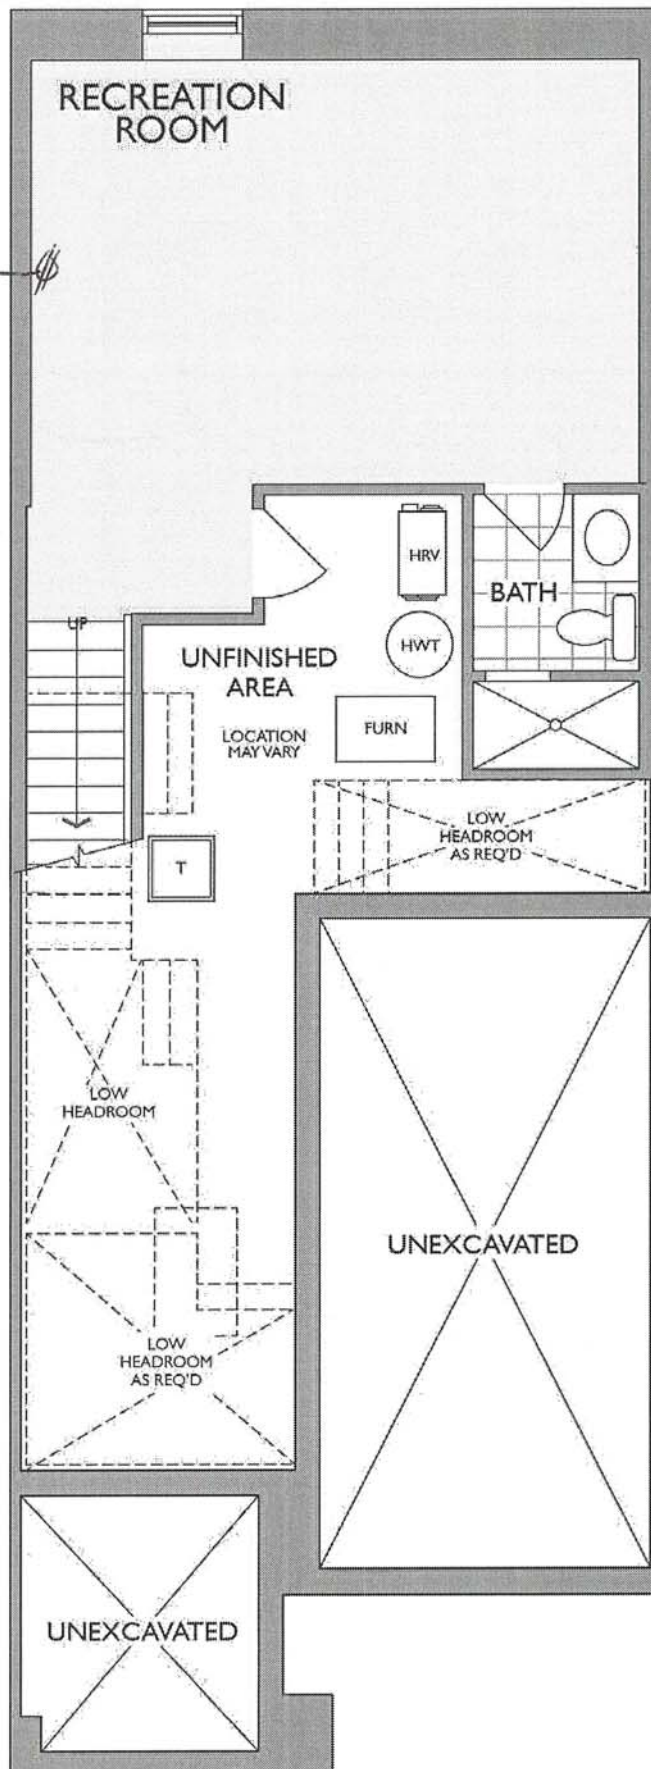 RECREATION
ROOM
HRV
BATH
UP
HWT
UNFINISHED
AREA
LOCATION
MAY VARY
FURN
LOW
HEADROOM
AS REQ'D
T
LOW
HEADROOM
UNEXCAVATED
LOW
HEADROOM
AS REQ'D
UNEXCAVATED